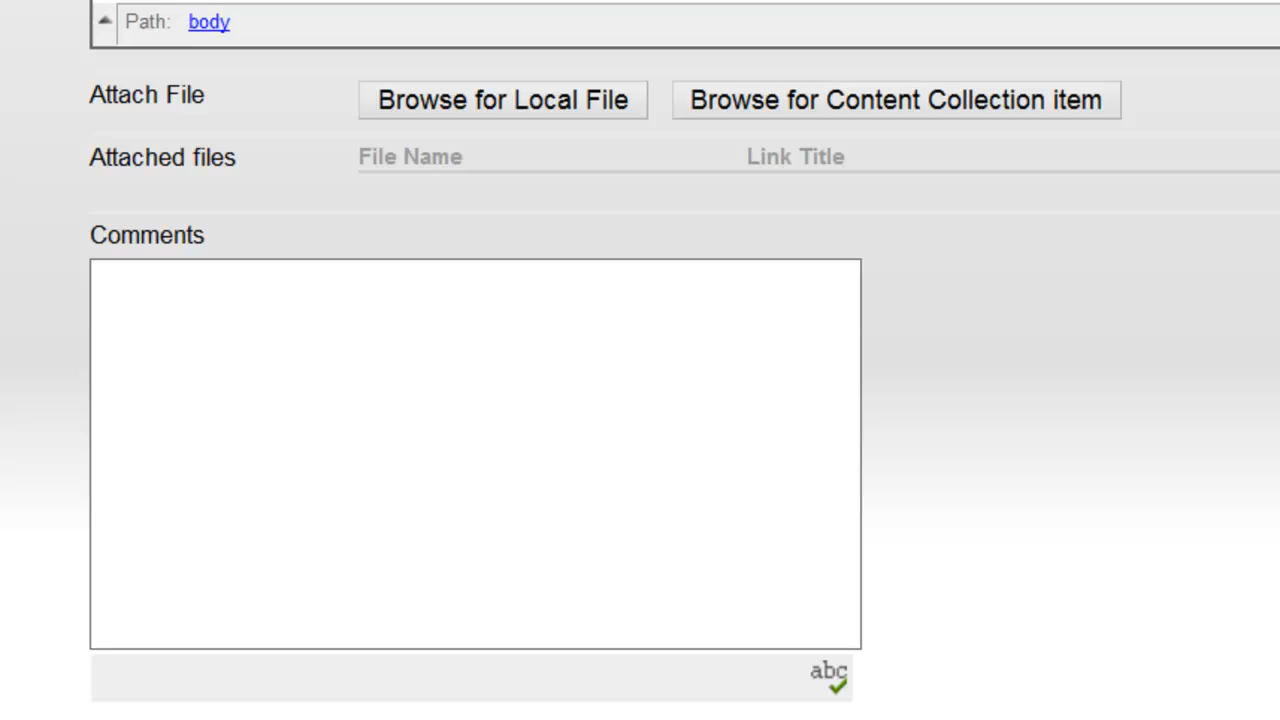 Path: body
Attach File Browse for Local File Browse for Content Collection item
Attached files File Name Link Title
Comments
abc